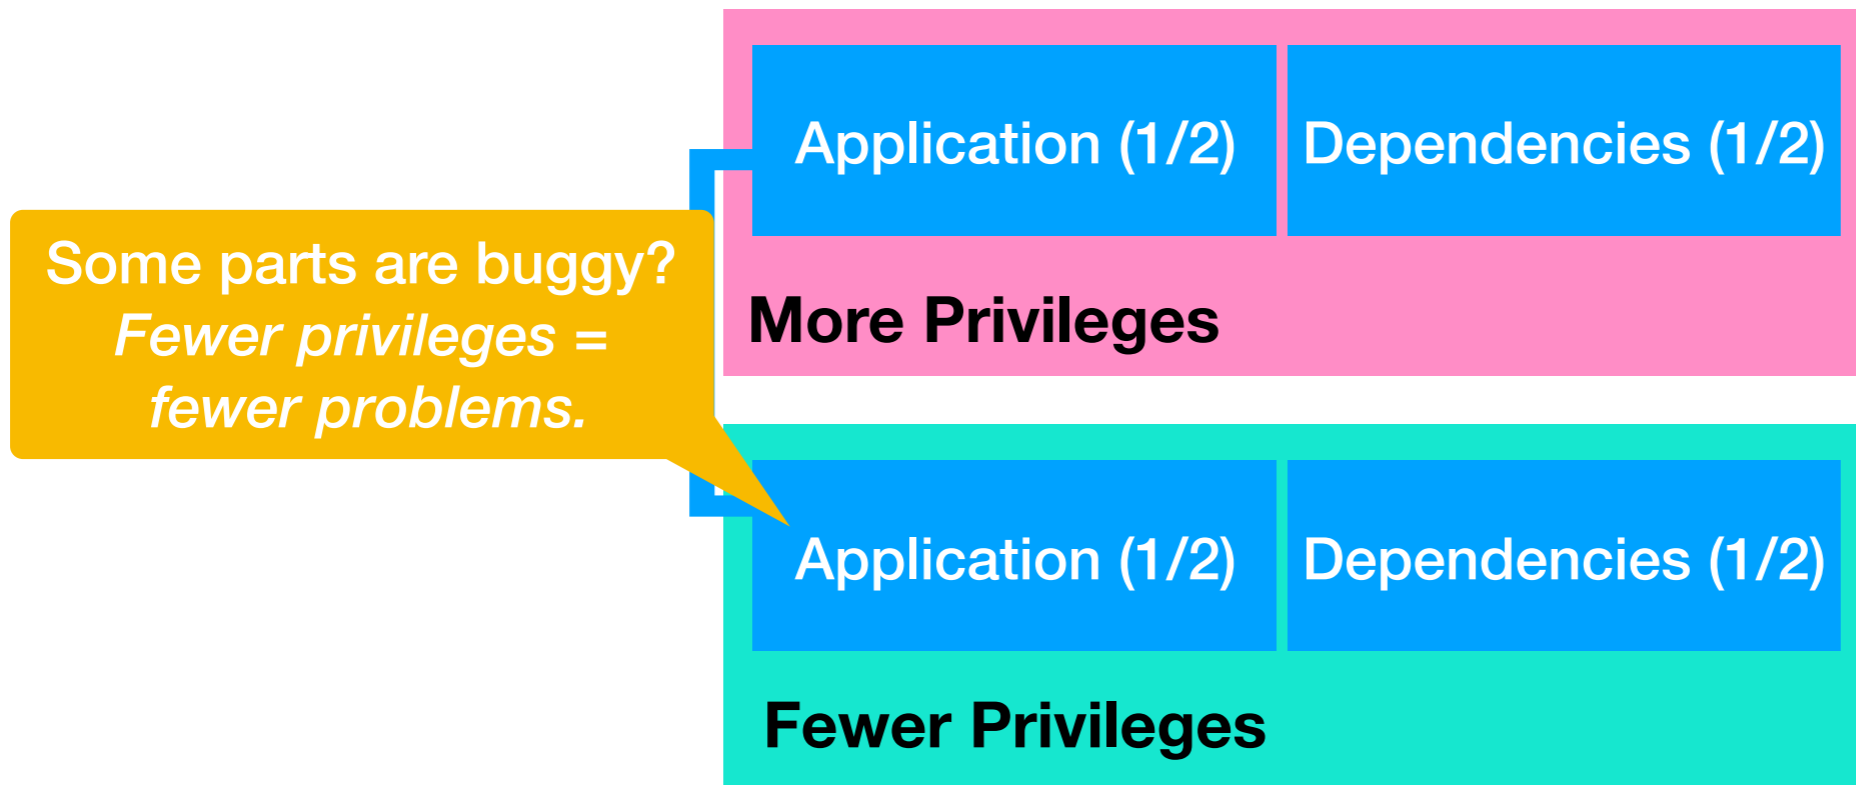 Application (1/2)
Dependencies (1/2)
More Privileges
Some parts are buggy?
Fewer privileges =
fewer problems.
Application (1/2)
Dependencies (1/2)
Fewer Privileges